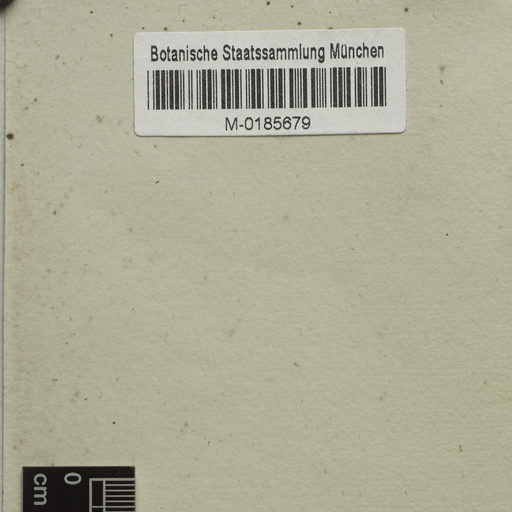 Botanische Staatssammlung München
M-0185679
0
cm